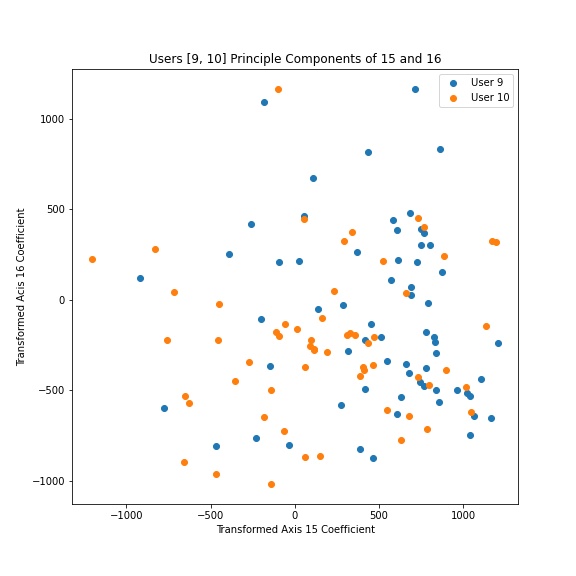 Users [9, 10] Principle Components of 15 and 16
User 9
User 10
Transformed Acis 16 Coefficient
1000
500
0
−500
−1000
−1000
−500
0
500
1000
Transformed Axis 15 Coefficient